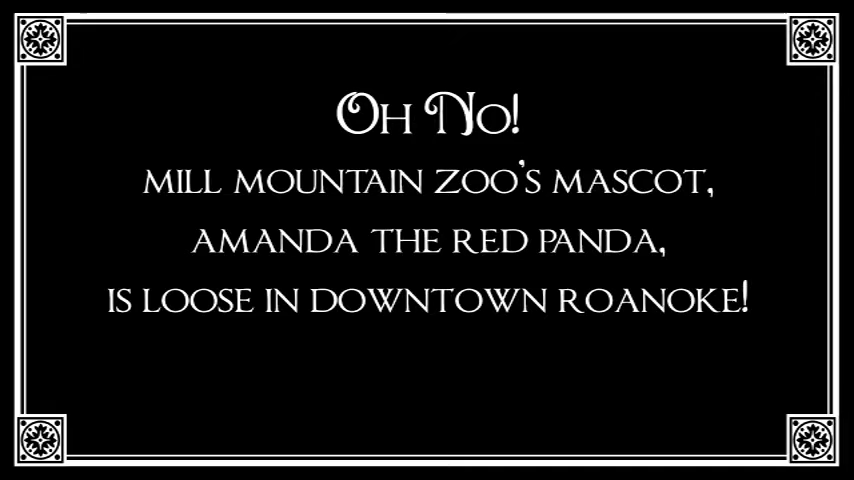 Oh No!
MILL MOUNTAIN ZOO'S MASCOT,
AMANDA THE RED PANDA,
IS LOOSE IN DOWNTOWN ROANOKE!